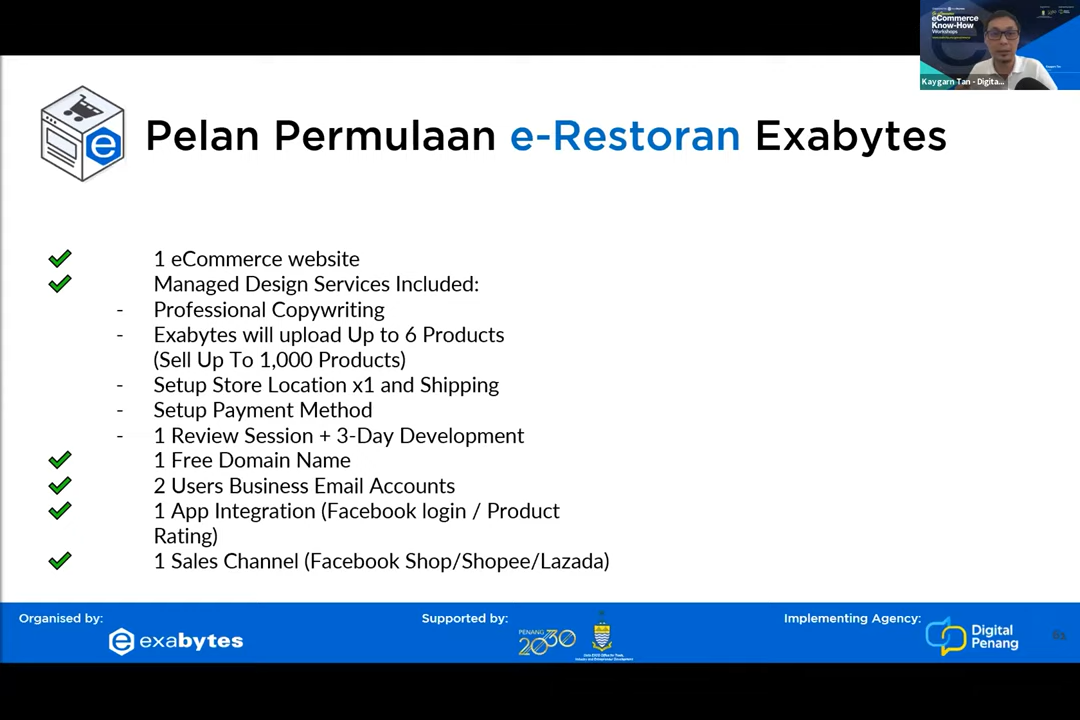 eCommerce
Know-How
Workshops
Kaygarn Tan - Digita...
Pelan Permulaan e-Restoran Exabytes
1 eCommerce website
Managed Design Services Included:
- Professional Copywriting
- Exabytes will upload Up to 6 Products
(Sell Up To 1,000 Products)
- Setup Store Location x1 and Shipping
- Setup Payment Method
- 1 Review Session + 3-Day Development
1 Free Domain Name
2 Users Business Email Accounts
1 App Integration (Facebook login / Product
Rating)
1 Sales Channel (Facebook Shop/Shopee/Lazada)
Organised by:
exabytes
Supported by:
PENANG
2030
Implementing Agency:
Digital
Penang